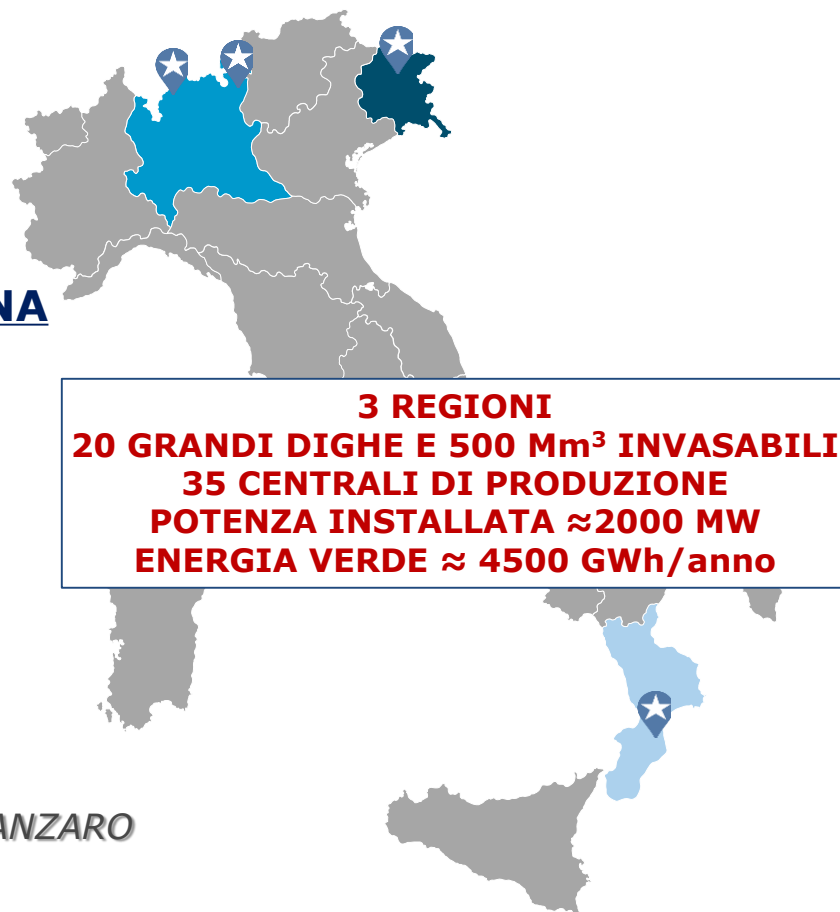 NA
3 REGIONI
20 GRANDI DIGHE E 500 Mm³ INVASABILI
35 CENTRALI DI PRODUZIONE
POTENZA INSTALLATA ≈2000 MW
ENERGIA VERDE ≈ 4500 GWh/anno
ANZARO